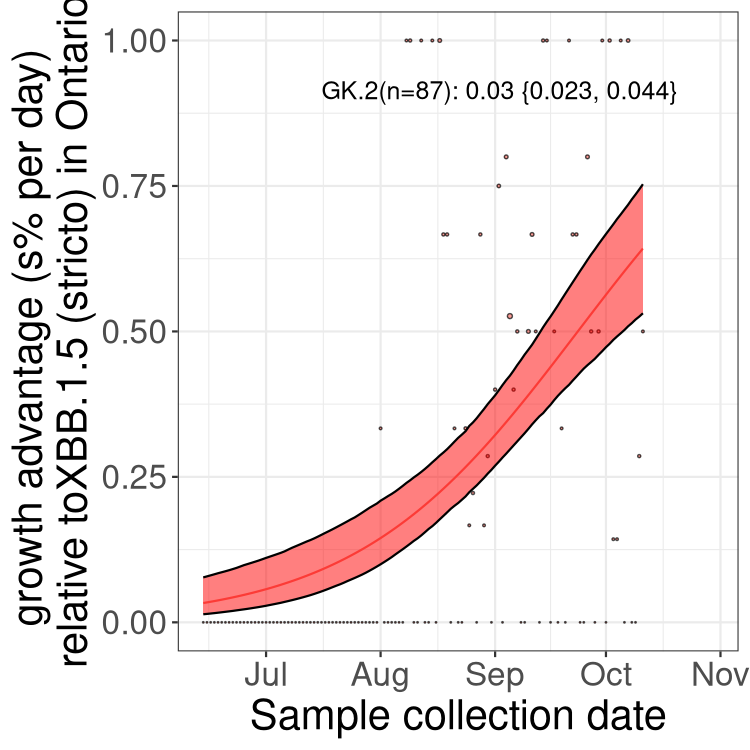 growth advantage (s% per day)
relative toXBB.1.5 (stricto) in Ontario
1.00
GK.2(n=87): 0.03 {0.023, 0.044}
0.75
0.50
0.25
0.00
Jul Aug Sep Oct Nov
Sample collection date